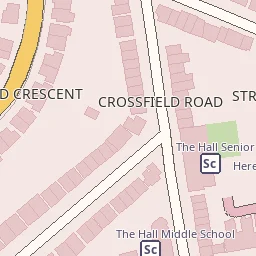 D CRESCENT
CROSSFIELD ROAD
STR
The Hall Senior
Sc
Here
The Hall Middle School
Sc